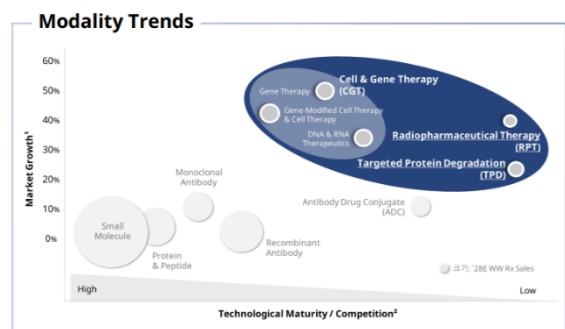 Modality Trends
60%
50%
40%
30%
20%
10%
0%
Market Growth¹
Cell & Gene Therapy
(CGT)
Gene Therapy
Gene-Modified Cell Therapy
& Cell Therapy
DNA & RNA
Therapeutics
Radiopharmaceutical Therapy
(RPT)
Targeted Protein Degradation
(TPD)
Monoclonal
Antibody
Antibody Drug Conjugate
(ADC)
Small
Molecule
Protein
& Peptide
Recombinant
Antibody
크기: '28E WW Rx Sales
High
Low
Technological Maturity / Competition²